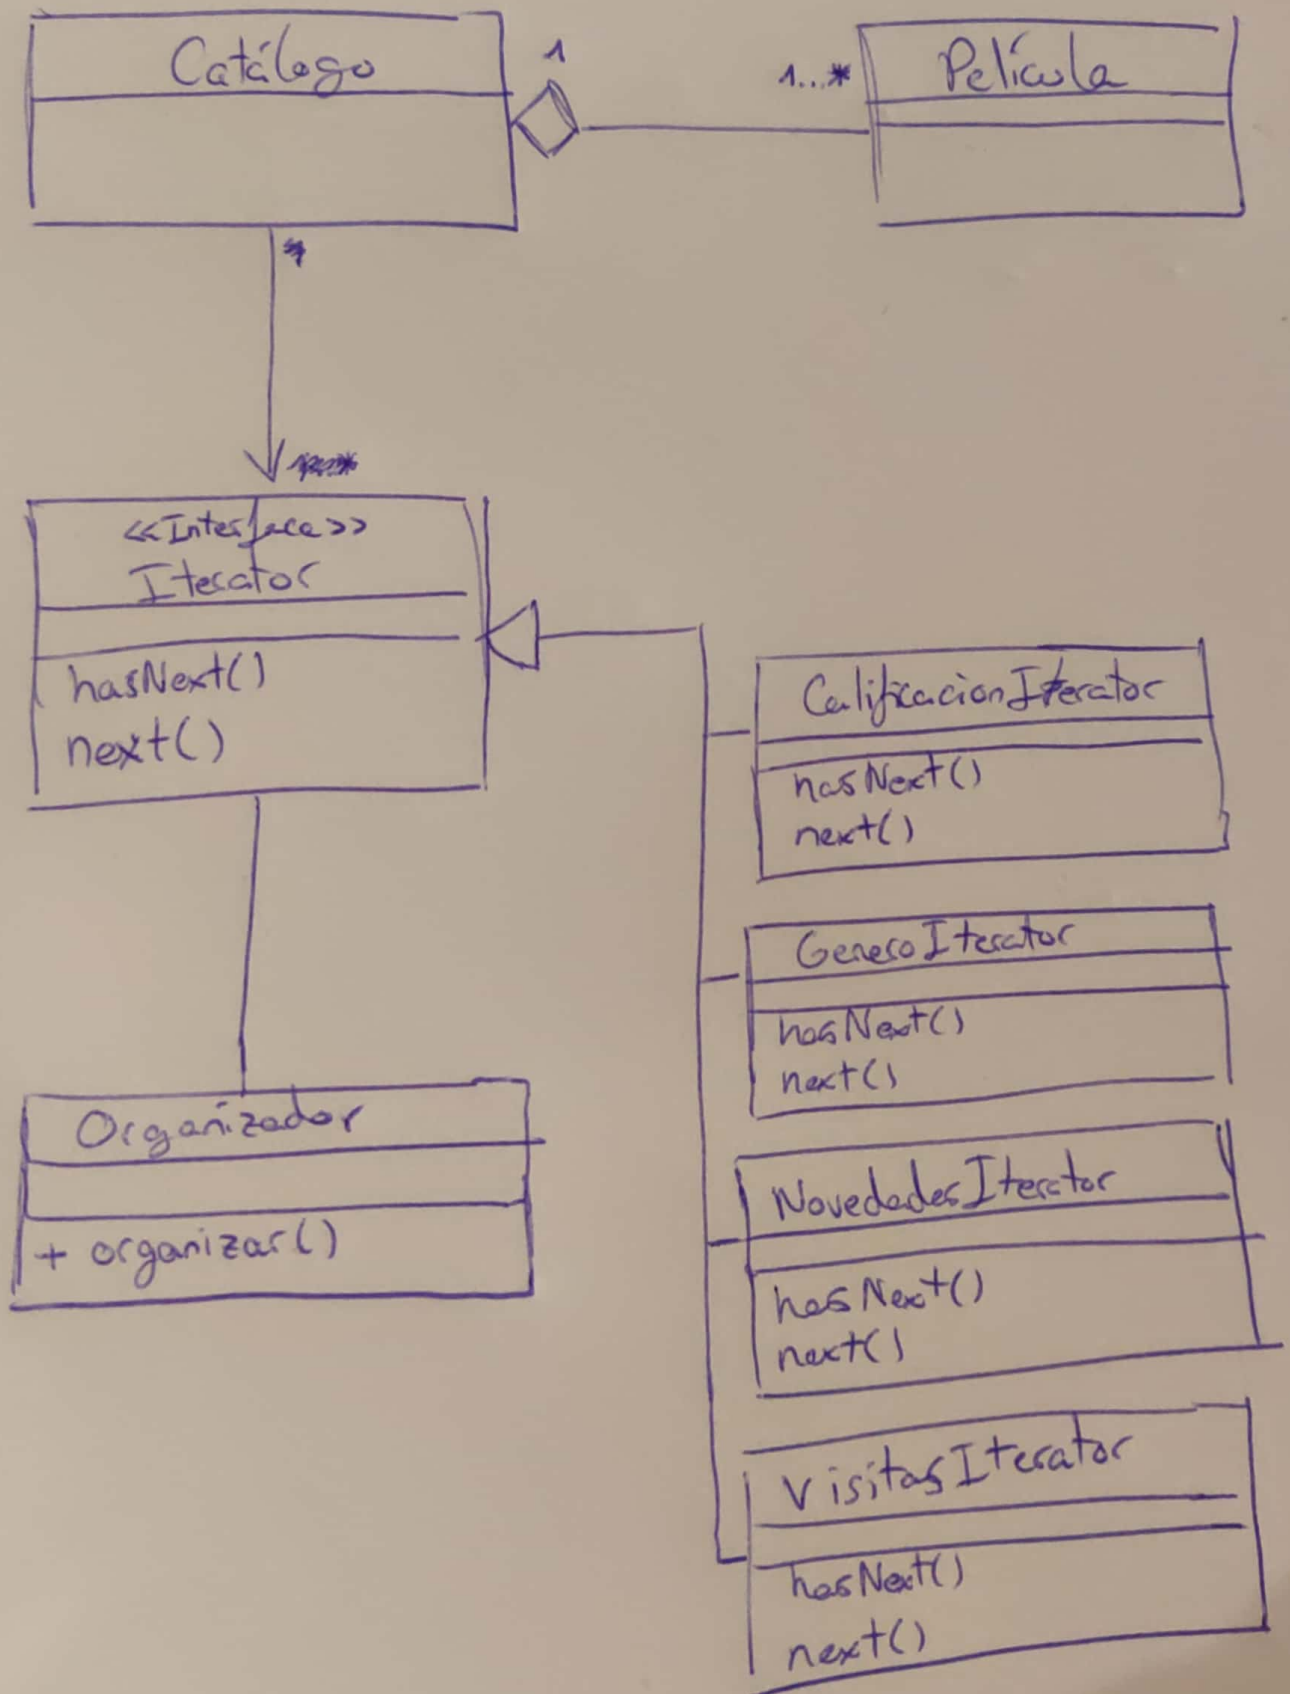 Catálogo
1
1...*
Película
*
<<Interface>>
Iterator
hasNext()
next()
CalificacionIterator
hasNext()
next()
GeneroIterator
hasNext()
next()
Organizador
+ organizar()
NovedadesIterator
hasNext()
next()
VisitasIterator
hasNext()
next()